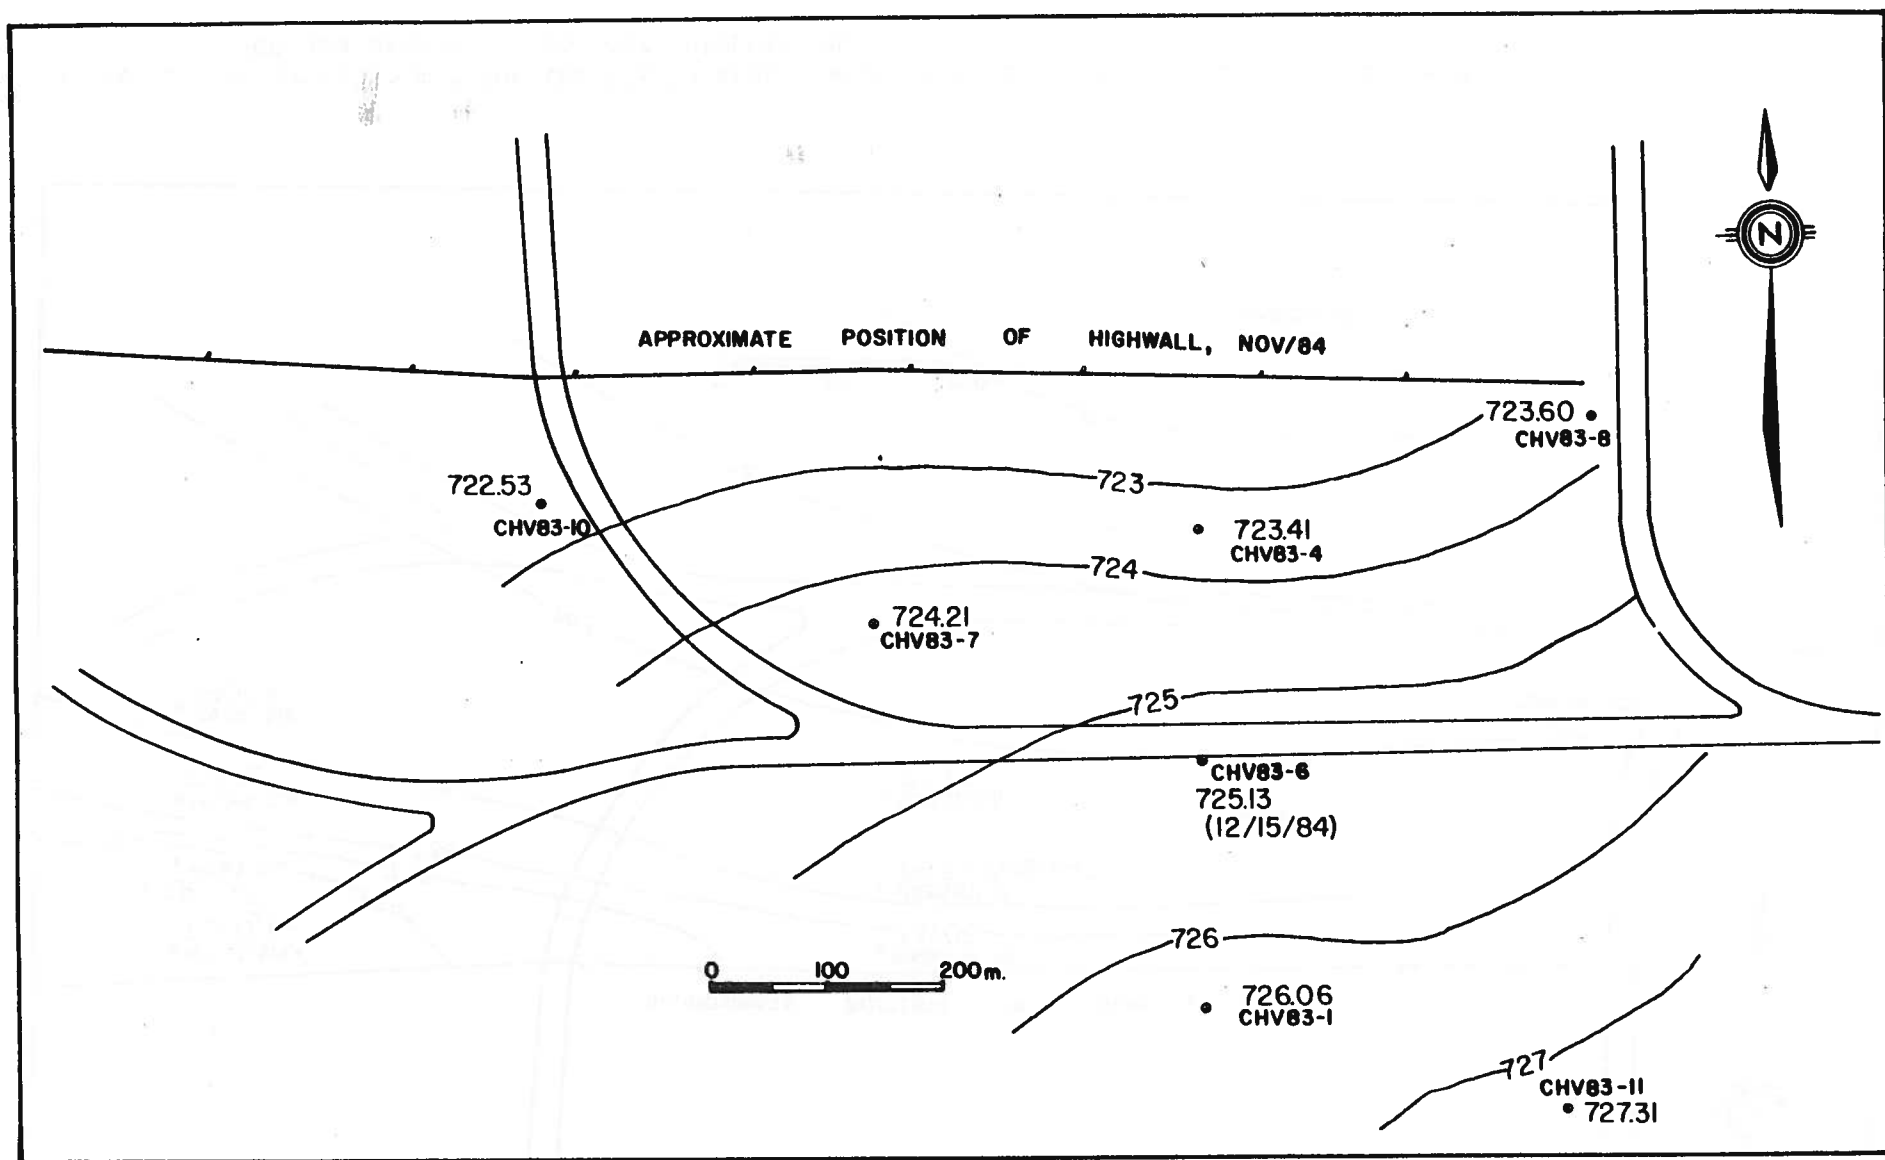 APPROXIMATE POSITION OF HIGHWALL, NOV/84
N
723.60
CHV83-8
722.53
CHV83-10
723
723.41
CHV83-4
724
724.21
CHV83-7
725
CHV83-6
725.13
(12/15/84)
726
0 100 200m.
726.06
CHV83-1
727
CHV83-11
727.31